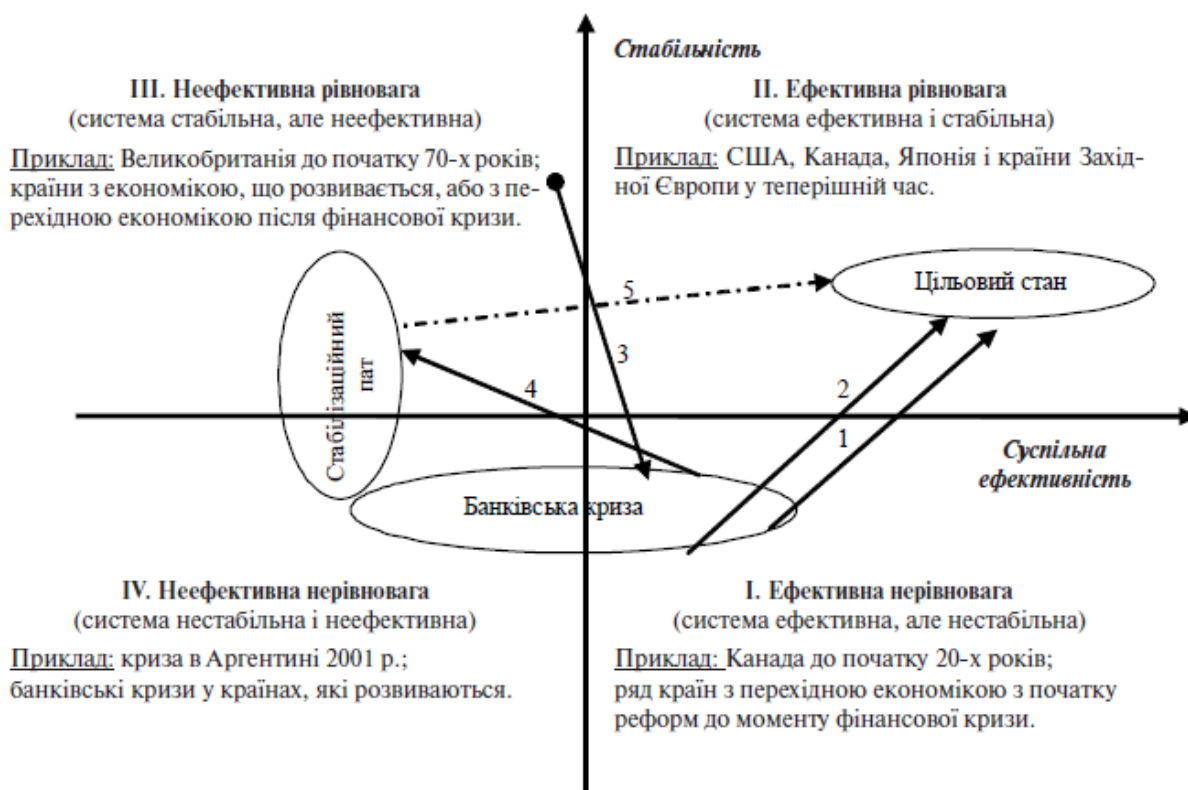 Стабільність
III. Неефективна рівновага
(система стабільна, але неефективна)
Приклад: Великобританія до початку 70-х років;
країни з економікою, що розвивається, або з пе-
рехідною економікою після фінансової кризи.
II. Ефективна рівновага
(система ефективна і стабільна)
Приклад: США, Канада, Японія і країни Захід-
ної Європи у теперішній час.
Цільовий стан
5
3
4
2
1
Стабілізаційний
пат
Суспільна
ефективність
Банківська криза
IV. Неефективна нерівновага
(система нестабільна і неефективна)
Приклад: криза в Аргентині 2001 р.;
банківські кризи у країнах, які розвиваються.
I. Ефективна нерівновага
(система ефективна, але нестабільна)
Приклад: Канада до початку 20-х років;
ряд країн з перехідною економікою з початку
реформ до моменту фінансової кризи.